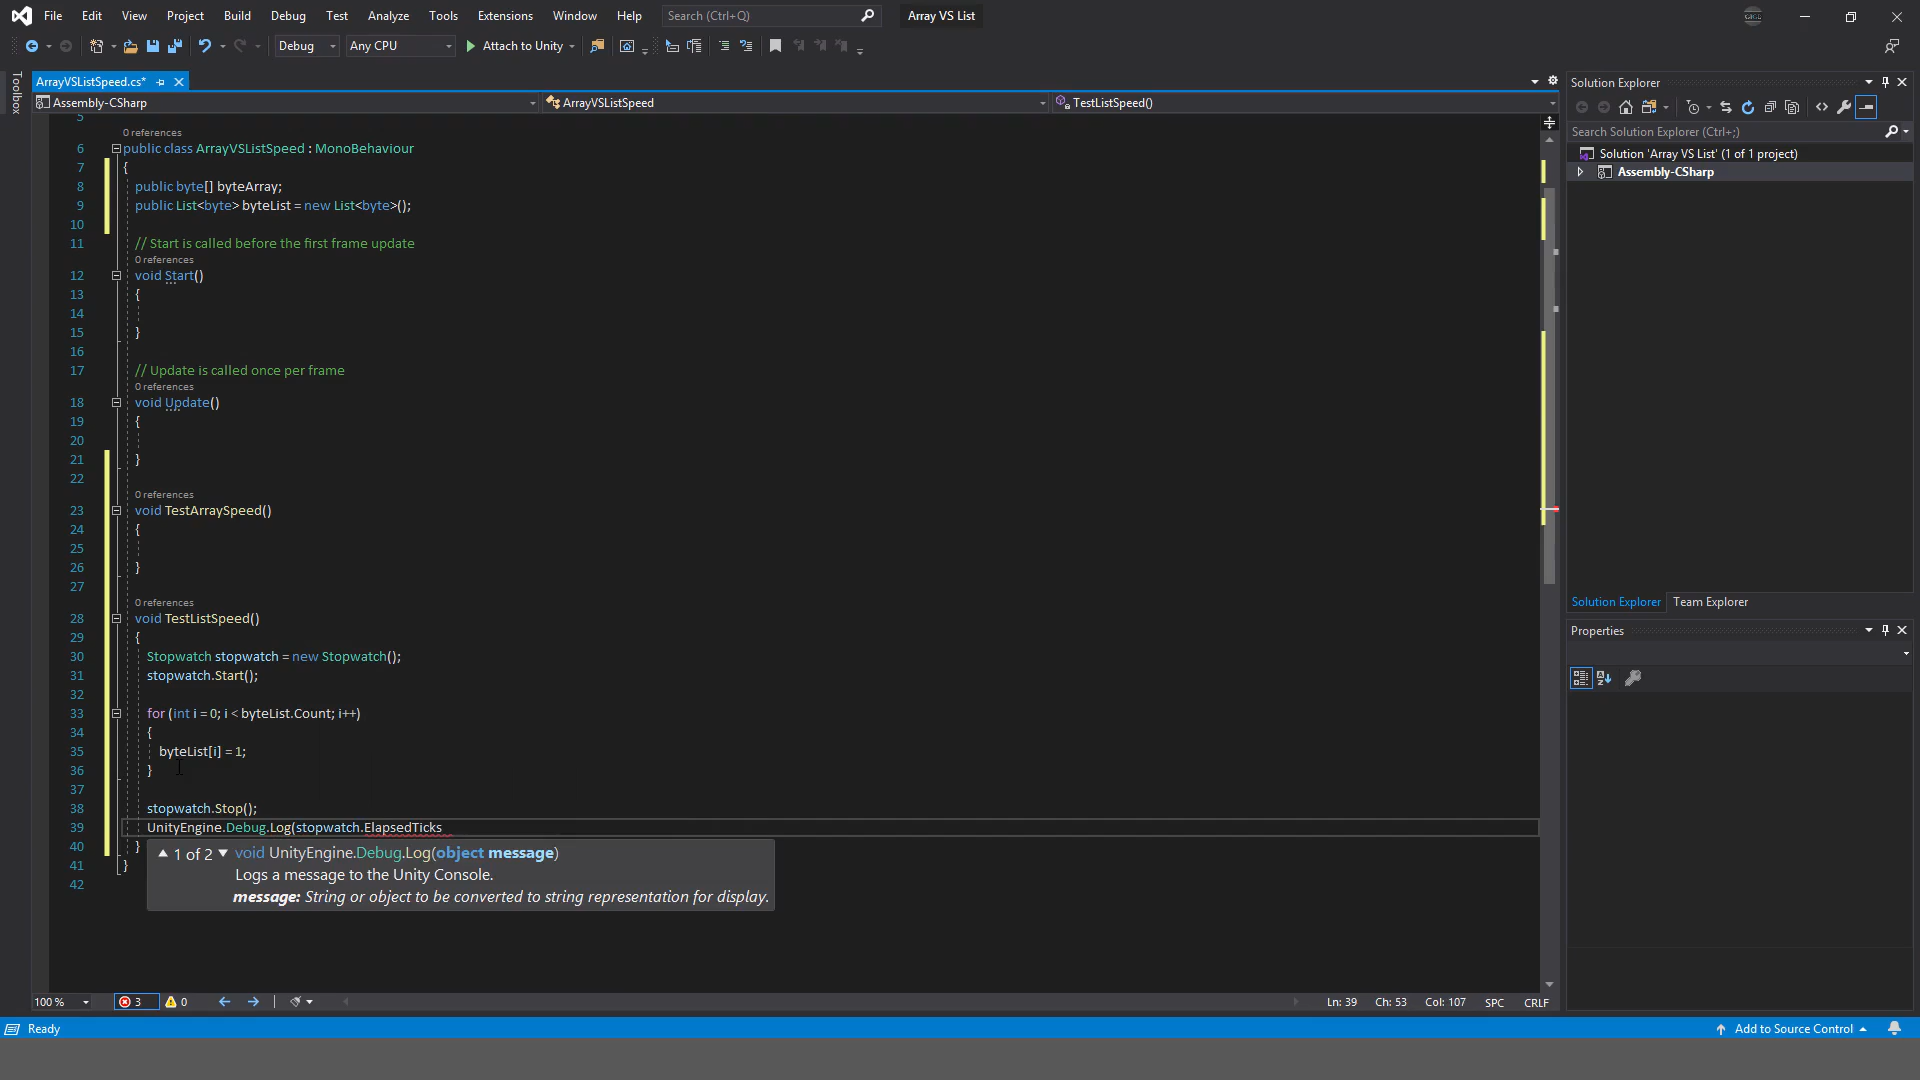 File Edit View Project Build Debug Test Analyze Tools Extensions Window Help Search (Ctrl+Q) Array VS List
Debug Any CPU Attach to Unity
Toolbox
ArrayVSListSpeed.cs*
Assembly-CSharp ArrayVSListSpeed TestListSpeed()
5
0 references
6 public class ArrayVSListSpeed : MonoBehaviour
7 {
8 public byte[] byteArray;
9 public List<byte> byteList = new List<byte>();
10
11 // Start is called before the first frame update
0 references
12 void Start()
13 {
14
15 }
16
17 // Update is called once per frame
0 references
18 void Update()
19 {
20
21 }
22
0 references
23 void TestArraySpeed()
24 {
25
26 }
27
0 references
28 void TestListSpeed()
29 {
30 Stopwatch stopwatch = new Stopwatch();
31 stopwatch.Start();
32
33 for (int i = 0; i < byteList.Count; i++)
34 {
35 byteList[i] = 1;
36 }
37
38 stopwatch.Stop();
39 UnityEngine.Debug.Log(stopwatch.ElapsedTicks
40 }
41 }
42
1 of 2 void UnityEngine.Debug.Log(object message)
Logs a message to the Unity Console.
message: String or object to be converted to string representation for display.
100 % 3 0 Ln: 39 Ch: 53 Col: 107 SPC CRLF
Solution Explorer
Search Solution Explorer (Ctrl+;)
Solution 'Array VS List' (1 of 1 project)
Assembly-CSharp
Solution Explorer Team Explorer
Properties
Ready Add to Source Control